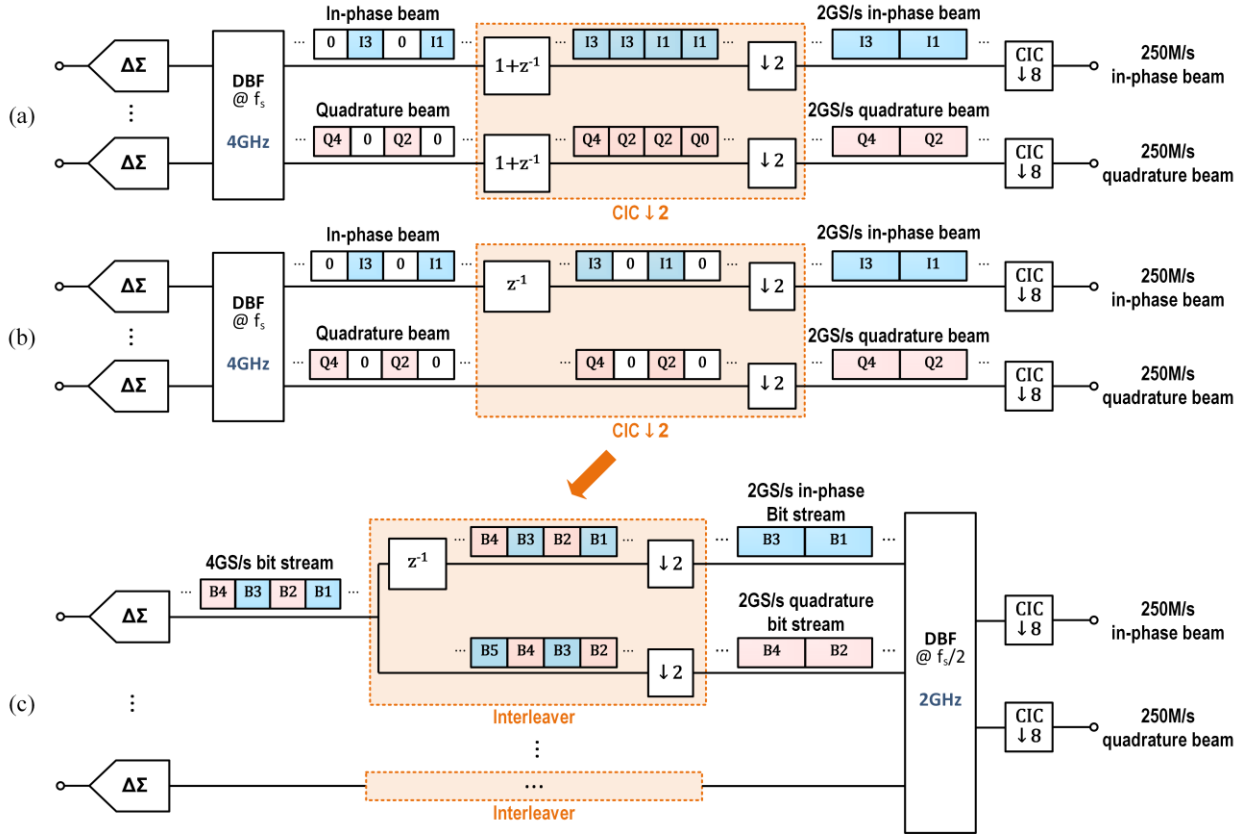 In-phase beam
2GS/s in-phase beam
... 0 I3 0 I1 ...
... I3 I3 I1 I1 ...
... I3 I1 ...
ΔΣ
DBF
@ fs
4GHz
1+z⁻¹
↓2
CIC
↓8
250M/s
in-phase beam
(a)
Quadrature beam
2GS/s quadrature beam
... Q4 0 Q2 0 ...
... Q4 Q2 Q2 Q0 ...
... Q4 Q2 ...
ΔΣ
1+z⁻¹
↓2
CIC
↓8
250M/s
quadrature beam
CIC ↓ 2
In-phase beam
2GS/s in-phase beam
... 0 I3 0 I1 ...
... I3 0 I1 0 ...
... I3 I1 ...
ΔΣ
DBF
@ fs
4GHz
z⁻¹
↓2
CIC
↓8
250M/s
in-phase beam
(b)
Quadrature beam
2GS/s quadrature beam
... Q4 0 Q2 0 ...
... Q4 0 Q2 0 ...
... Q4 Q2 ...
ΔΣ
↓2
CIC
↓8
250M/s
quadrature beam
CIC ↓ 2
2GS/s in-phase
Bit stream
... B4 B3 B2 B1 ...
... B3 B1 ...
z⁻¹
↓2
4GS/s bit stream
... B4 B3 B2 B1 ...
ΔΣ
2GS/s quadrature
bit stream
... B5 B4 B3 B2 ...
... B4 B2 ...
↓2
Interleaver
DBF
@ fs/2
2GHz
CIC
↓8
250M/s
in-phase beam
(c)
CIC
↓8
250M/s
quadrature beam
ΔΣ
...
Interleaver